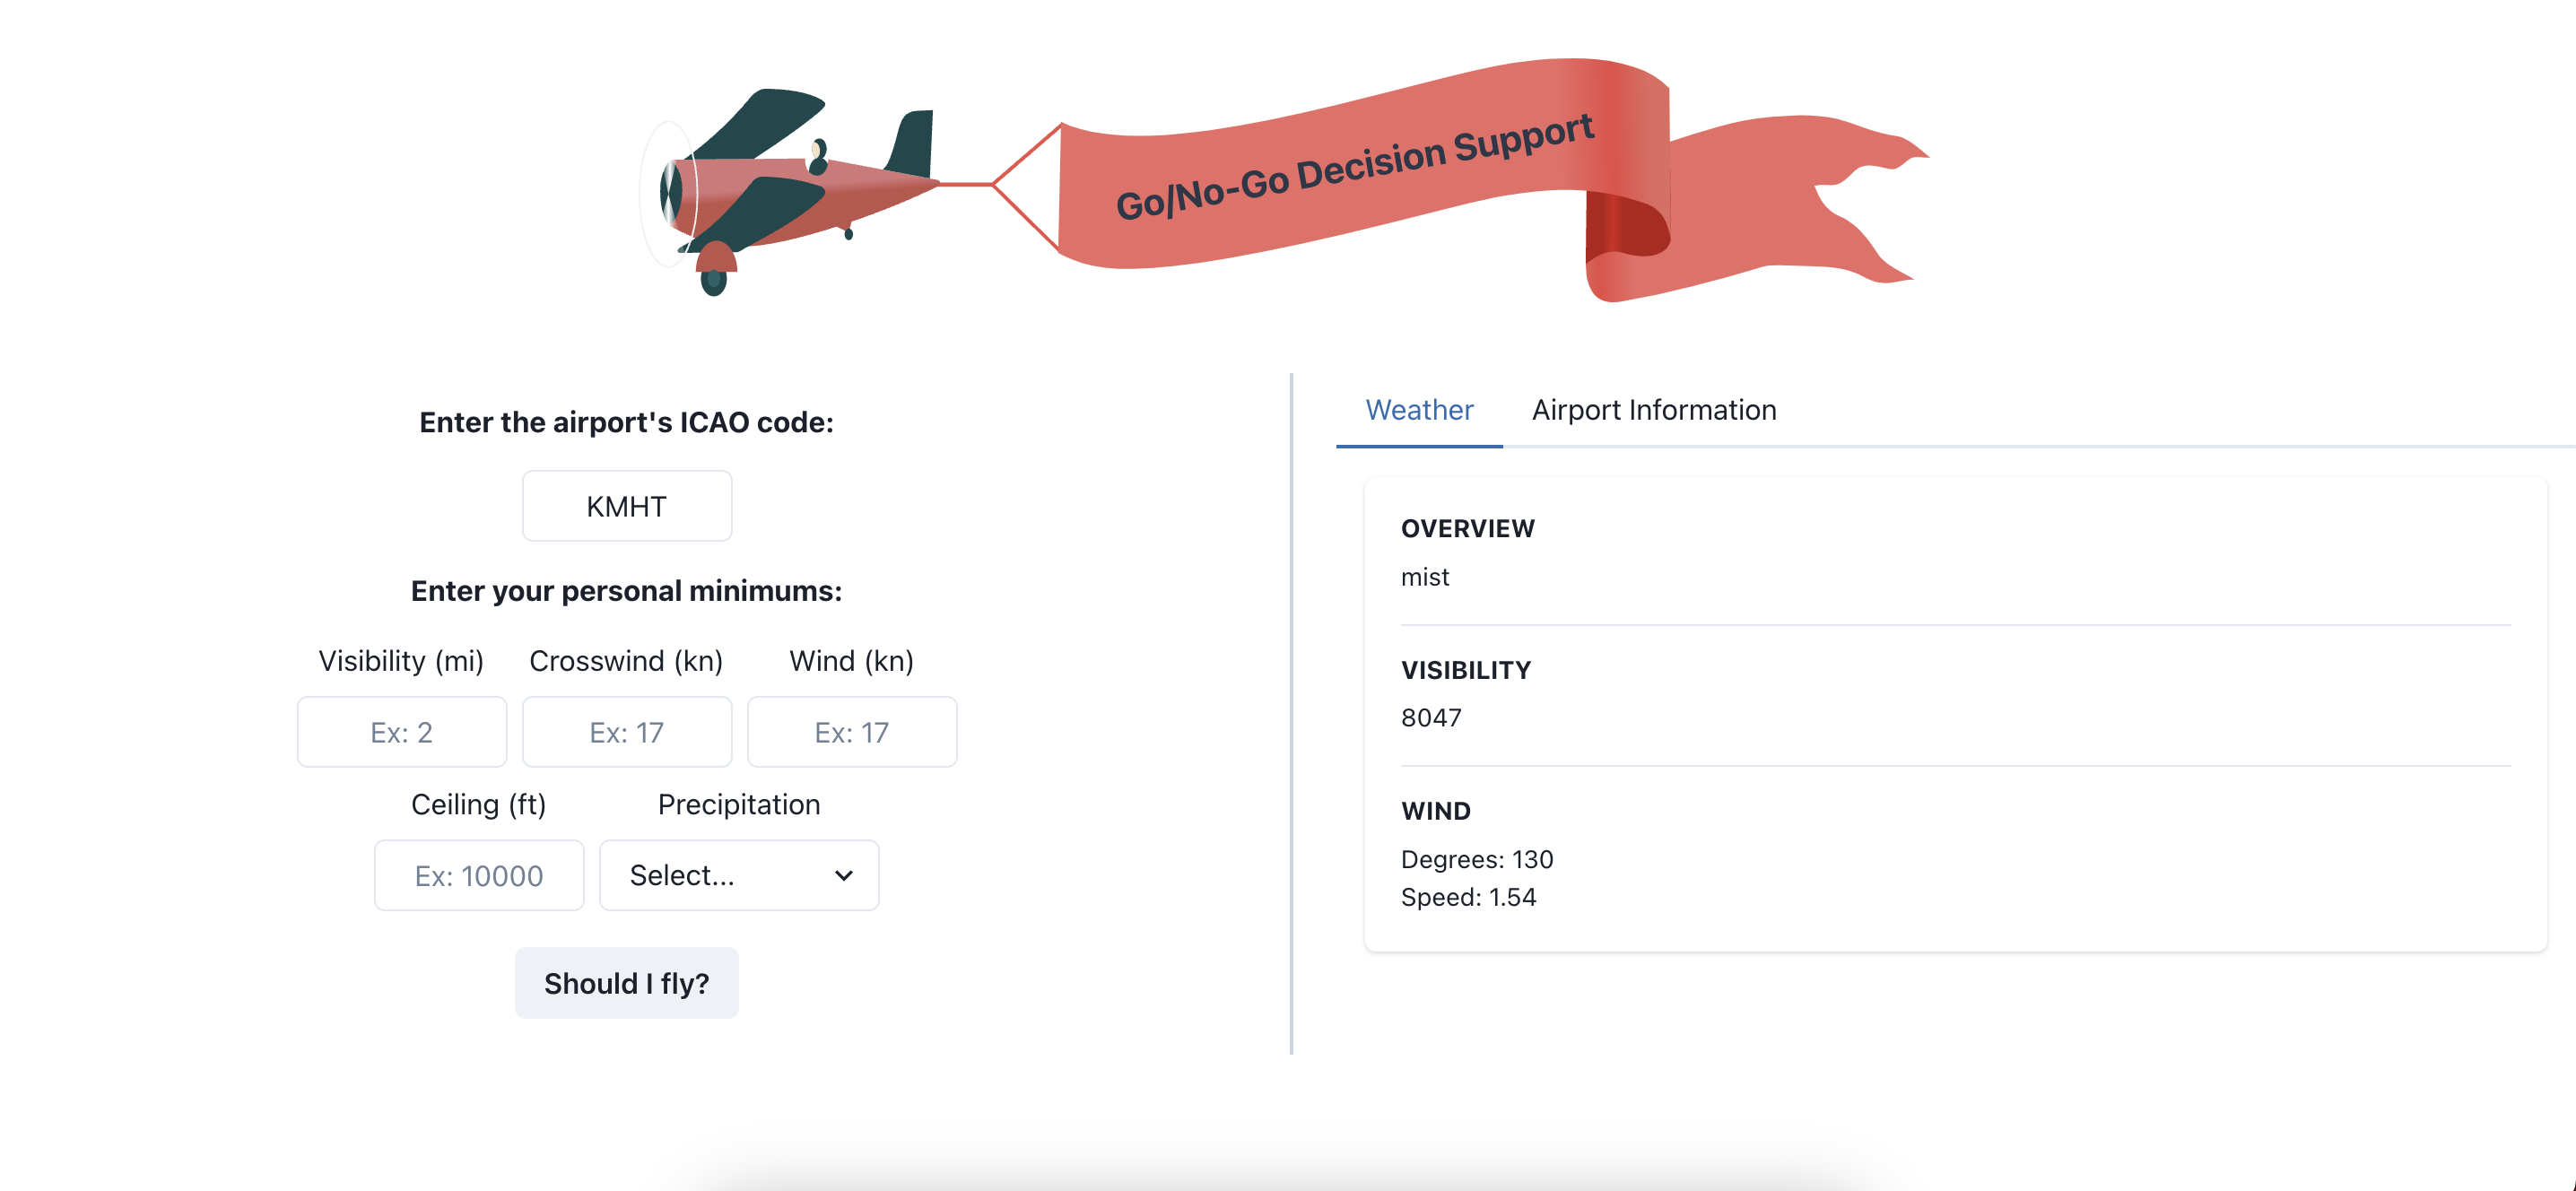 Go/No-Go Decision Support
Enter the airport's ICAO code:
KMHT
Enter your personal minimums:
Visibility (mi) Crosswind (kn) Wind (kn)
Ex: 2 Ex: 17 Ex: 17
Ceiling (ft) Precipitation
Ex: 10000 Select...
Should I fly?
Weather Airport Information
OVERVIEW
mist
VISIBILITY
8047
WIND
Degrees: 130
Speed: 1.54